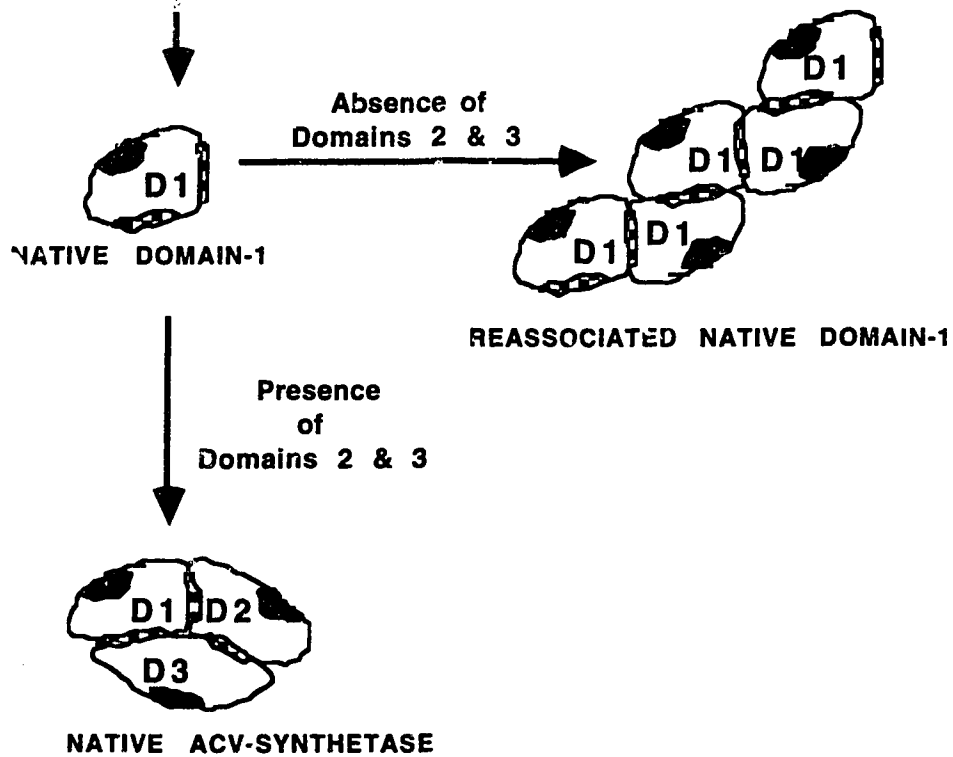 Absence of
Domains 2 & 3
D1
D1
D1
D1
D1
D1
NATIVE DOMAIN-1
REASSOCIATED NATIVE DOMAIN-1
Presence
of
Domains 2 & 3
D1
D2
D3
NATIVE ACV-SYNTHETASE